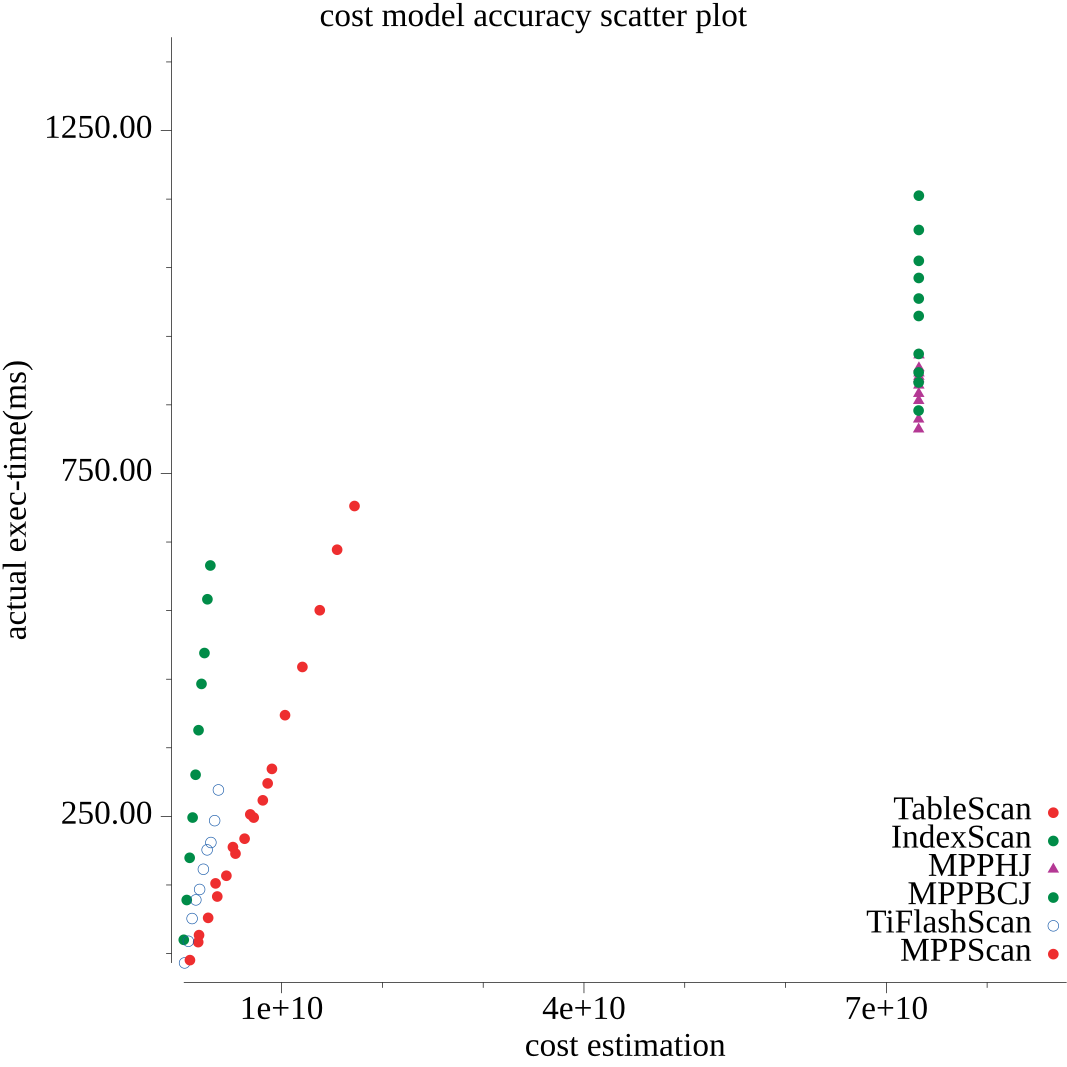 cost model accuracy scatter plot
1250.00
750.00
250.00
actual exec-time(ms)
TableScan
IndexScan
MPPHJ
MPPBCJ
TiFlashScan
MPPScan
1e+10 4e+10 7e+10
cost estimation